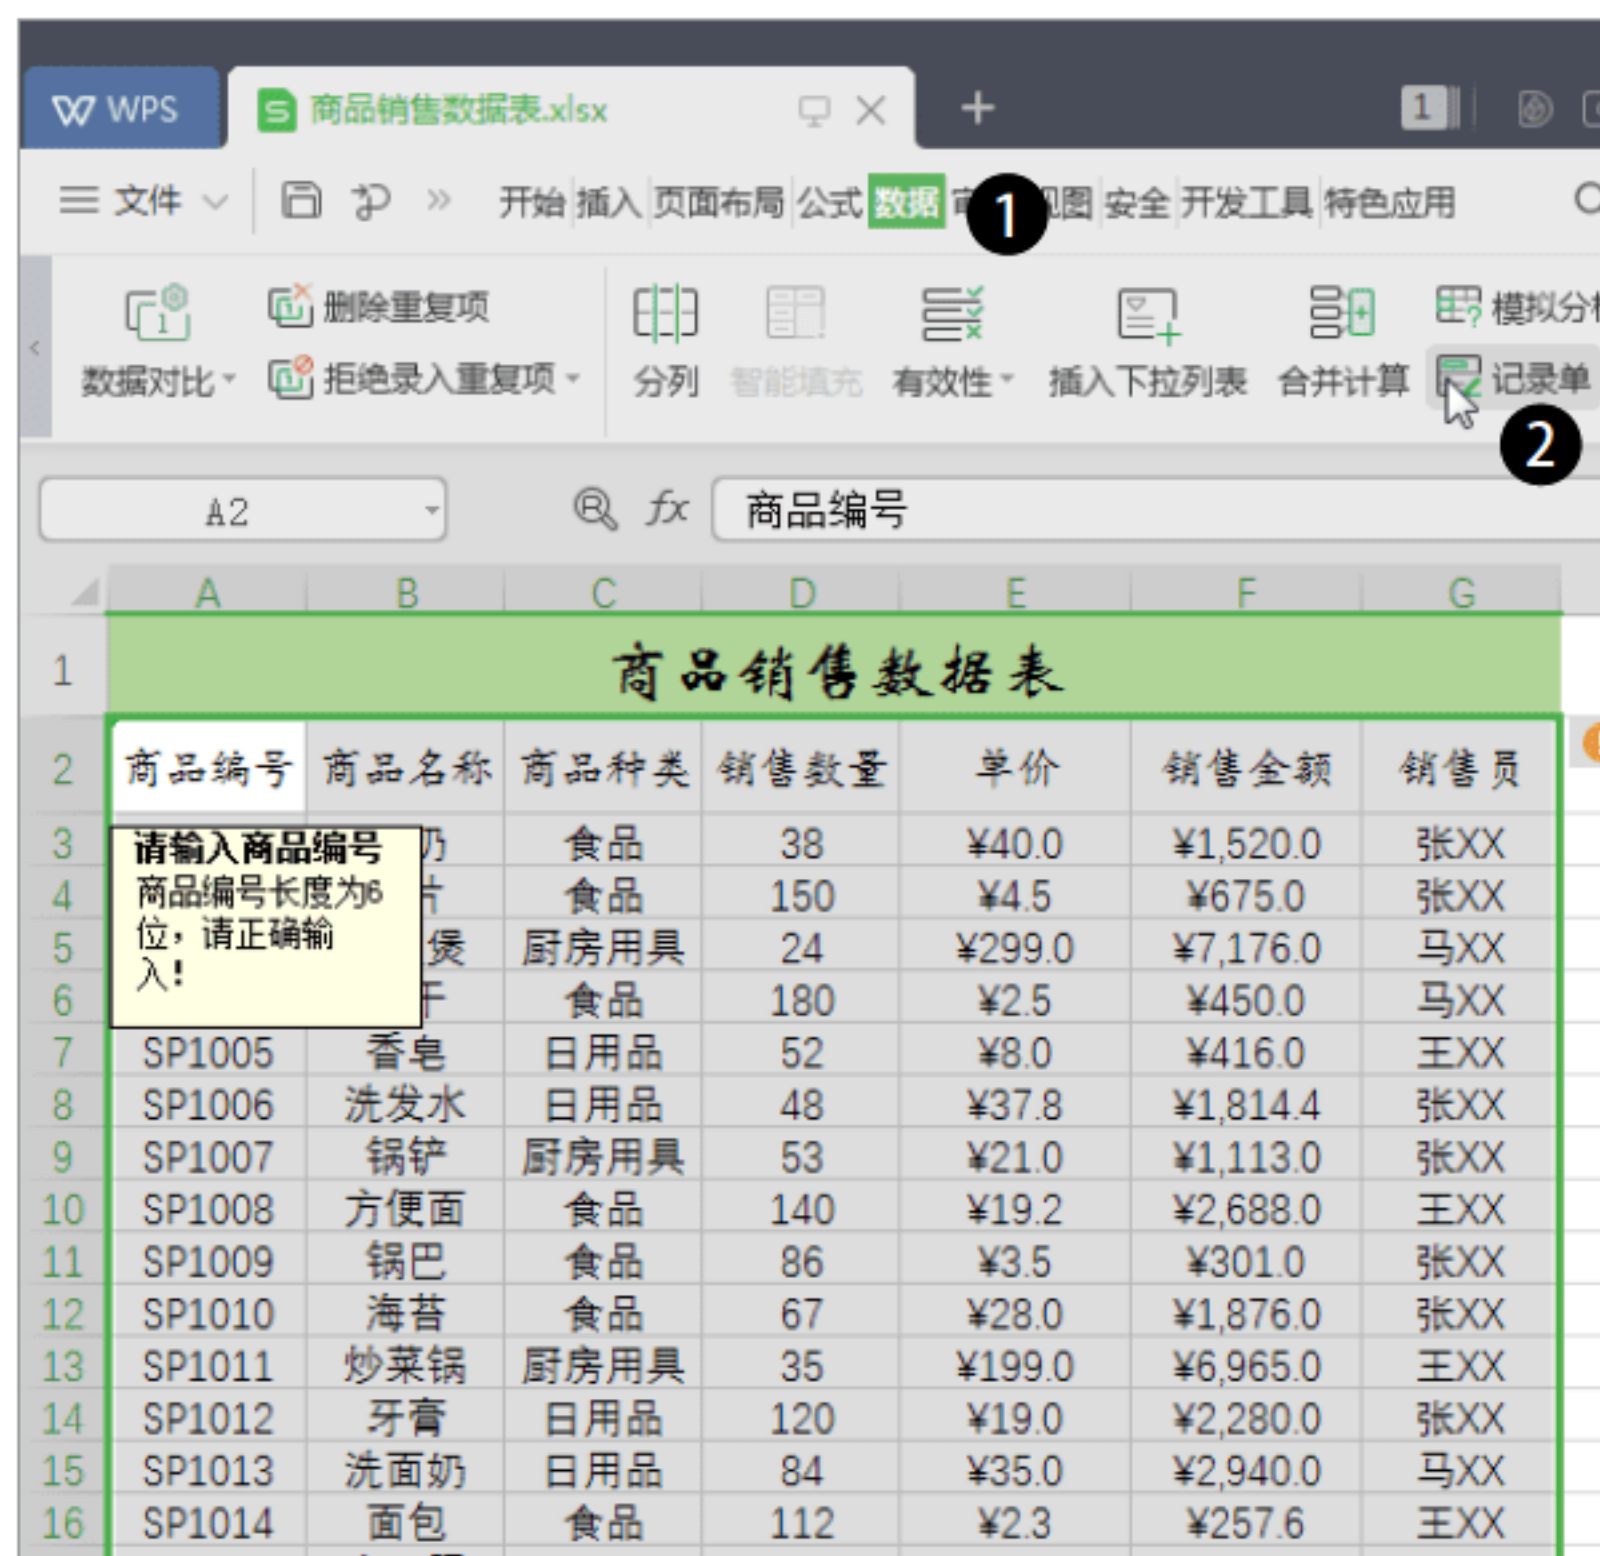 WPS 商品销售数据表.xlsx 1
文件 开始 插入 页面布局 公式 数据 1 视图 安全 开发工具 特色应用
删除重复项 模拟分析
数据对比 拒绝录入重复项 分列 智能填充 有效性 插入下拉列表 合并计算 记录单
2
A2 fx 商品编号
A B C D E F G
1 商品销售数据表
2 商品编号 商品名称 商品种类 销售数量 单价 销售金额 销售员
请输入商品编号
商品编号长度为6
位，请正确输
入！
3 奶 食品 38 ¥40.0 ¥1,520.0 张XX
4 片 食品 150 ¥4.5 ¥675.0 张XX
5 煲 厨房用具 24 ¥299.0 ¥7,176.0 马XX
6 干 食品 180 ¥2.5 ¥450.0 马XX
7 SP1005 香皂 日用品 52 ¥8.0 ¥416.0 王XX
8 SP1006 洗发水 日用品 48 ¥37.8 ¥1,814.4 张XX
9 SP1007 锅铲 厨房用具 53 ¥21.0 ¥1,113.0 张XX
10 SP1008 方便面 食品 140 ¥19.2 ¥2,688.0 王XX
11 SP1009 锅巴 食品 86 ¥3.5 ¥301.0 张XX
12 SP1010 海苔 食品 67 ¥28.0 ¥1,876.0 张XX
13 SP1011 炒菜锅 厨房用具 35 ¥199.0 ¥6,965.0 王XX
14 SP1012 牙膏 日用品 120 ¥19.0 ¥2,280.0 张XX
15 SP1013 洗面奶 日用品 84 ¥35.0 ¥2,940.0 马XX
16 SP1014 面包 食品 112 ¥2.3 ¥257.6 王XX